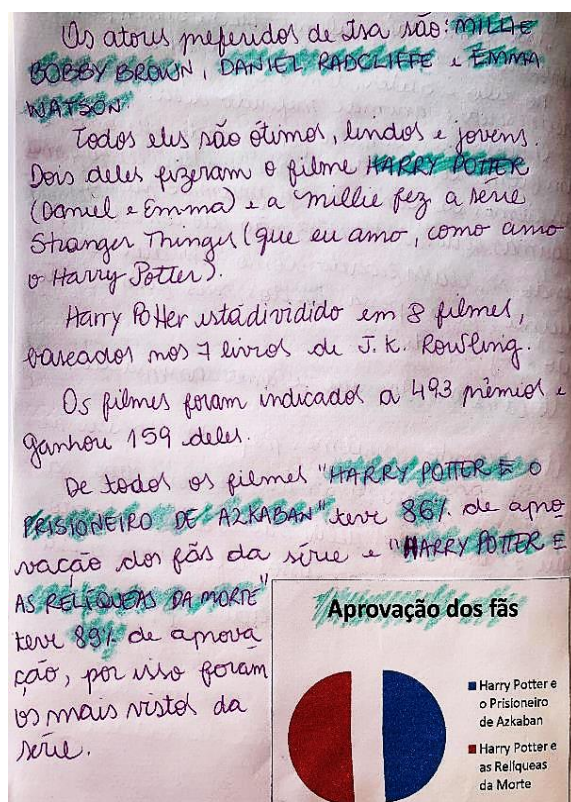 Os atores preferidos de Isa são: MILLIE
BOBBY BROWN, DANIEL RADCLIFFE e EMMA
WATSON.
Todos eles são ótimos, lindos e jovens.
Dois deles fizeram o filme HARRY POTTER
(Daniel e Emma) e a Millie fez a série
Stranger Things (que eu amo, como amo
o Harry Potter).
Harry Potter está dividido em 8 filmes,
baseados nos 7 livros de J.K. Rowsling.
Os filmes foram indicados a 493 prêmios e
ganhou 159 deles.
De todos os filmes "HARRY POTTER E O
PRISIONEIRO DE AZKABAN" teve 86% de apro
vação dos fãs da série e "HARRY POTTER E
AS RELÍQUEAS DA MORTE"
teve 89% de aprova
ção, por isso foram
os mais vistos da
série.
Aprovação dos fãs
Harry Potter e
o Prisioneiro
de Azkaban
Harry Potter e
as Relíqueas
da Morte